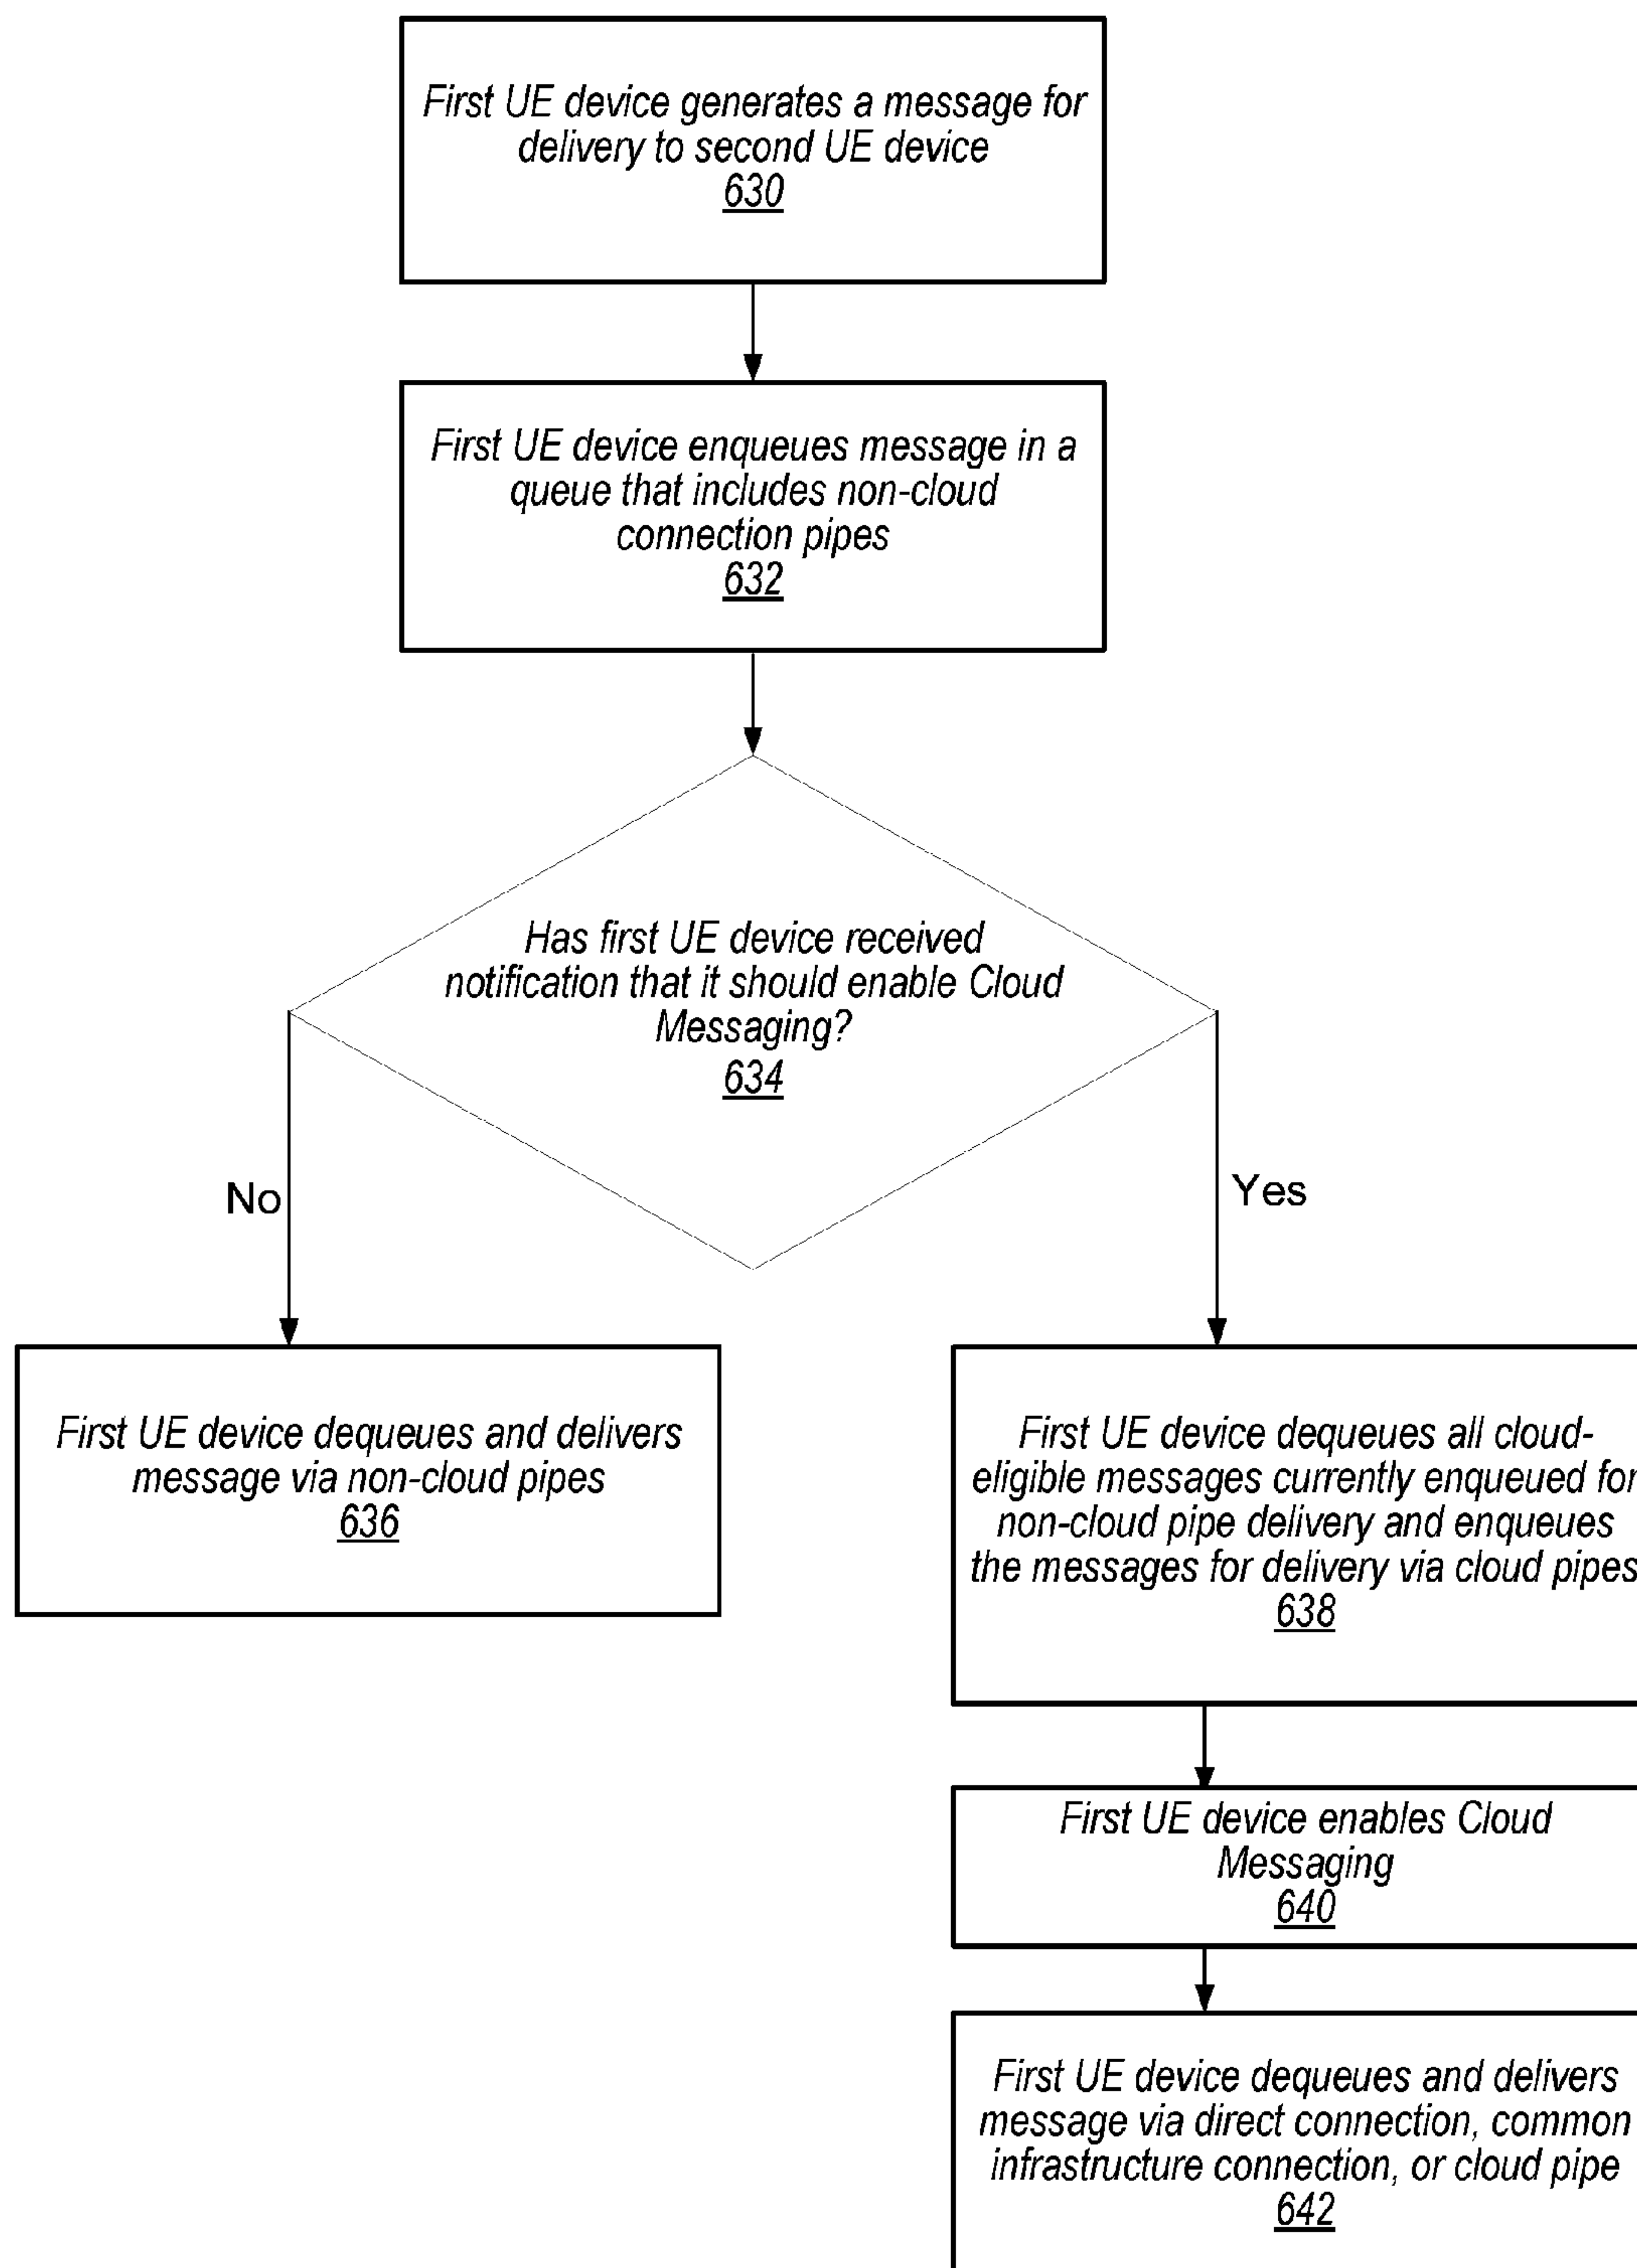 First UE device generates a message for
delivery to second UE device
630
First UE device enqueues message in a
queue that includes non-cloud
connection pipes
632
Has first UE device received
notification that it should enable Cloud
Messaging?
634
No
Yes
First UE device dequeues and delivers
message via non-cloud pipes
636
First UE device dequeues all cloud-
eligible messages currently enqueued for
non-cloud pipe delivery and enqueues
the messages for delivery via cloud pipes
638
First UE device enables Cloud
Messaging
640
First UE device dequeues and delivers
message via direct connection, common
infrastructure connection, or cloud pipe
642